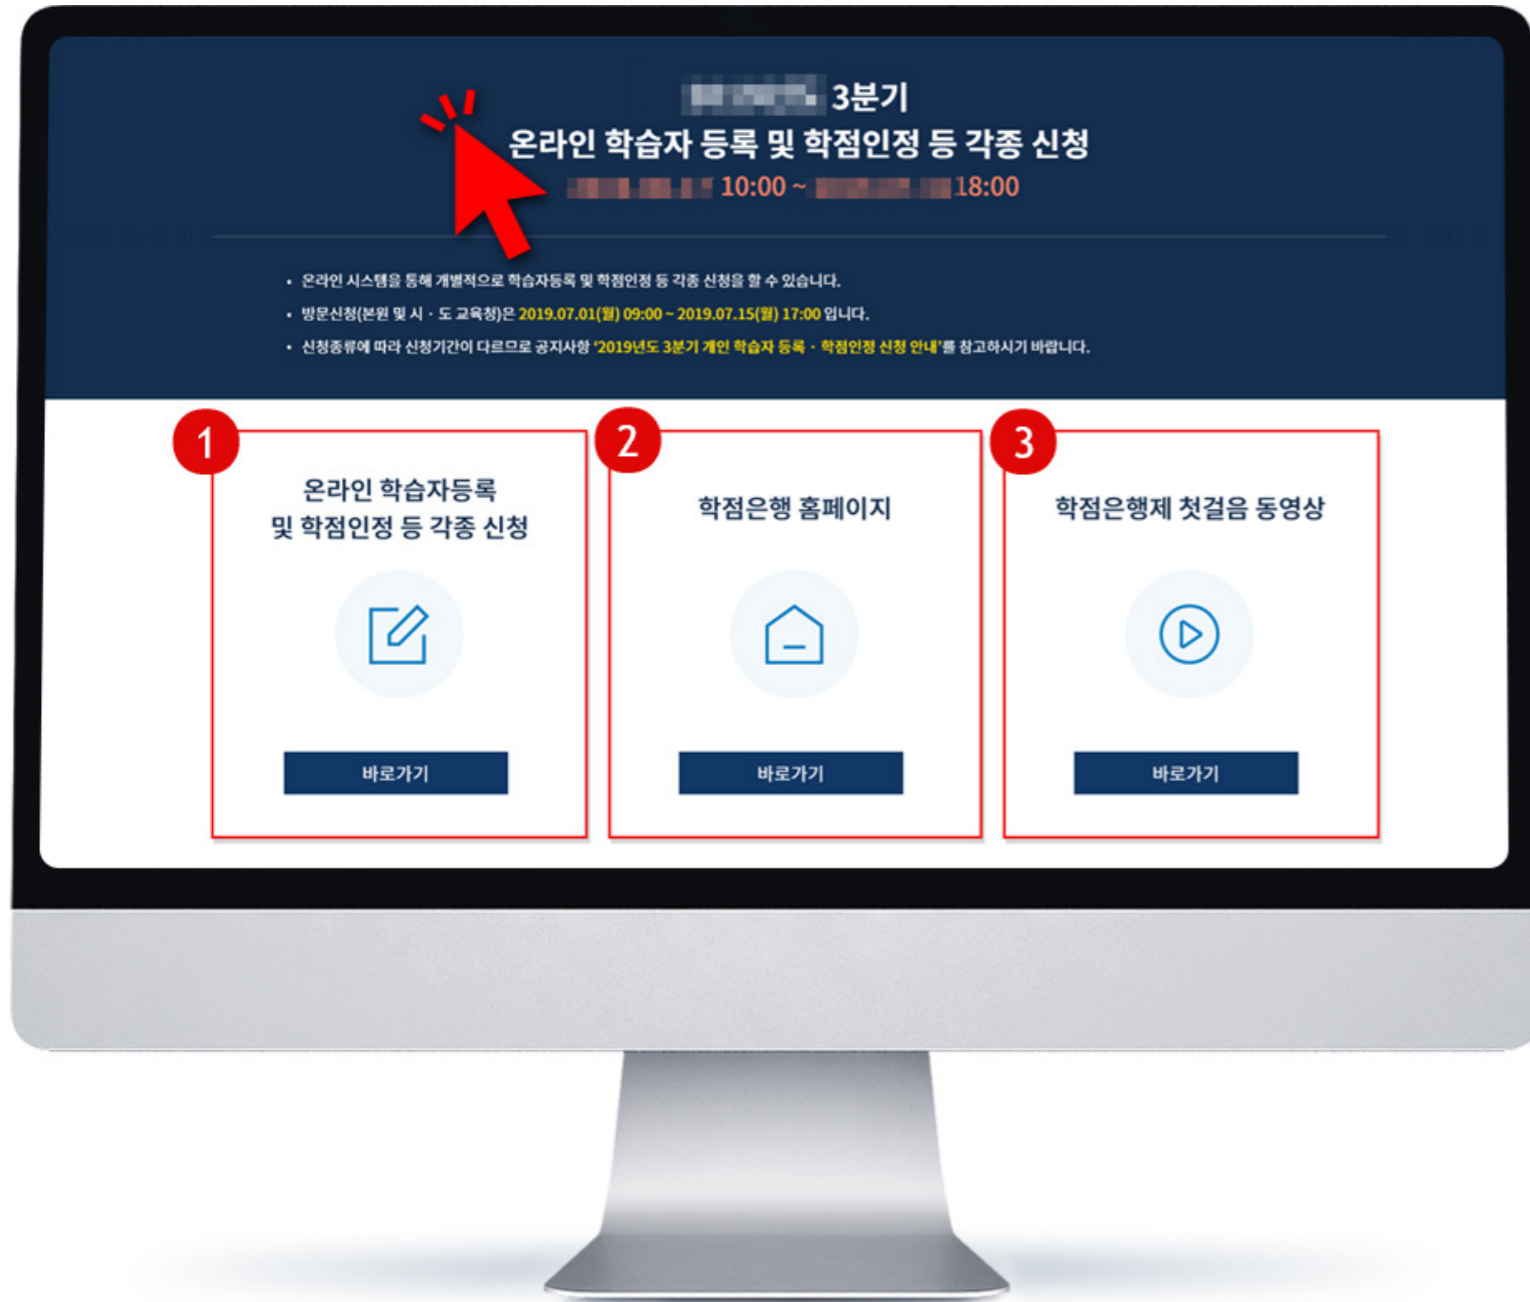 3분기
온라인 학습자 등록 및 학점인정 등 각종 신청
10:00 ~ 18:00
• 온라인 시스템을 통해 개별적으로 학습자등록 및 학점인정 등 각종 신청을 할 수 있습니다.
• 방문신청(본원 및 시 · 도 교육청)은 2019.07.01(월) 09:00 ~ 2019.07.15(월) 17:00 입니다.
• 신청종류에 따라 신청기간이 다르므로 공지사항 '2019년도 3분기 개인 학습자 등록 · 학점인정 신청 안내'를 참고하시기 바랍니다.
1
온라인 학습자등록
및 학점인정 등 각종 신청
바로가기
2
학점은행 홈페이지
바로가기
3
학점은행제 첫걸음 동영상
바로가기